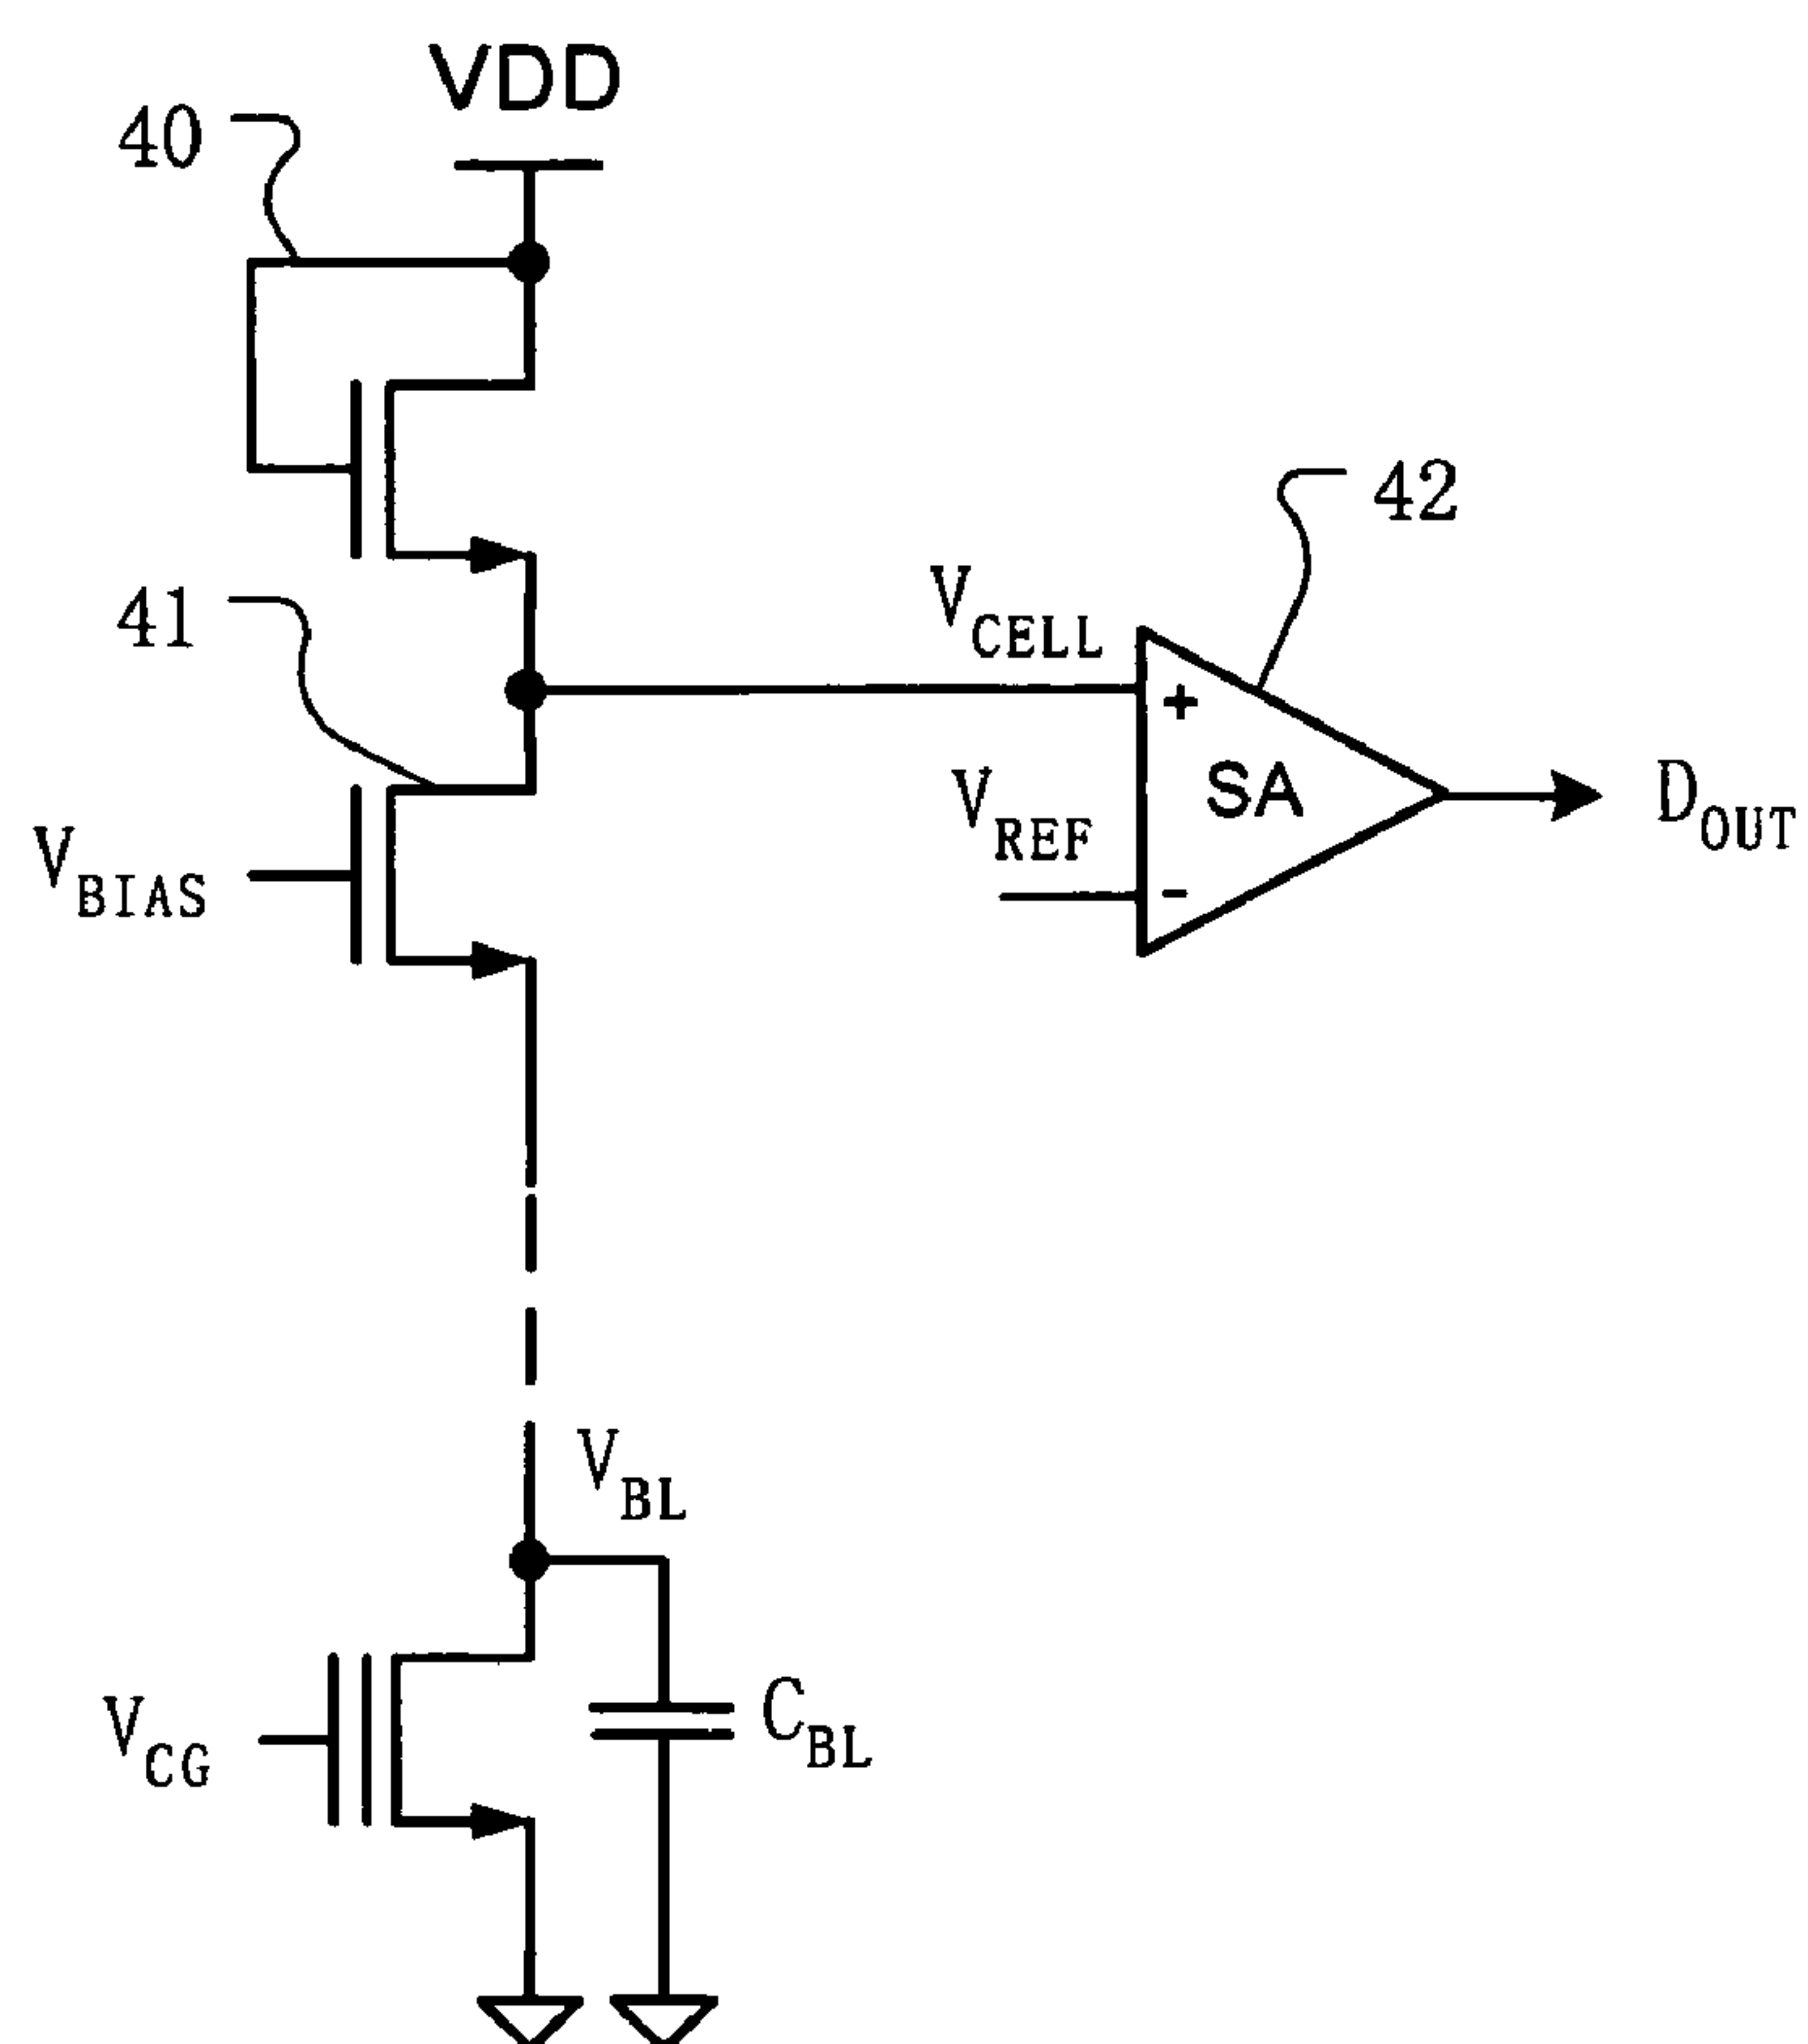 VDD
40
42
41
V_CELL
+
SA
V_REF
-
D_OUT
V_BIAS
V_BL
V_CG
C_BL